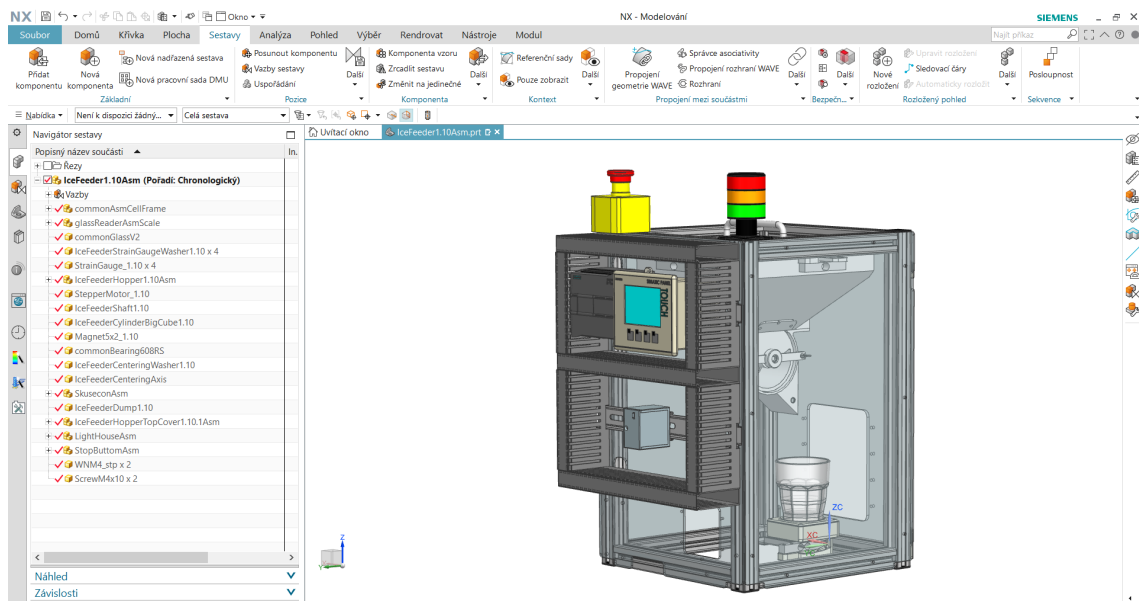 NX Okno NX - Modelování SIEMENS
Soubor Domů Křivka Plocha Sestavy Analýza Pohled Výběr Rendrovat Nástroje Modul Najít příkaz
Přidat komponentu
Nová komponenta
Nová nadřazená sestava
Nová pracovní sada DMU
Základní
Posunout komponentu
Vazby sestavy
Uspořádání
Další
Pozice
Komponenta vzoru
Zrcadlit sestavu
Změnit na jedinečné
Další
Komponenta
Referenční sady
Pouze zobrazit
Další
Kontext
Propojení geometrie WAVE
Správce asociativity
Propojení rozhraní WAVE
Rozhraní
Další
Propojení mezi součástmi
Další
Bezpečn...
Nové rozložení
Upravit rozložení
Sledovací čáry
Automaticky rozložit
Další
Rozložený pohled
Posloupnost
Sekvence
Nabídka Není k dispozici žádný... Celá sestava
Navigátor sestavy
Uvítací okno IceFeeder1.10Asm.prt
Popisný název součásti In.
Řezy
IceFeeder1.10Asm (Pořadí: Chronologický)
Vazby
commonAsmCellFrame
glassReaderAsmScale
commonGlassV2
IceFeederStrainGaugeWasher1.10 x 4
StrainGauge_1.10 x 4
IceFeederHopper1.10Asm
StepperMotor_1.10
IceFeederShaft1.10
IceFeederCylinderBigCube1.10
Magnet5x2_1.10
commonBearing608RS
IceFeederCenteringWasher1.10
IceFeederCenteringAxis
SkuseconAsm
IceFeederDump1.10
IceFeederHopperTopCover1.10.1Asm
LightHouseAsm
StopButtomAsm
WNM4_stp x 2
ScrewM4x10 x 2
Náhled
Závislosti
TOUCH
ZC
XC
Z
Y